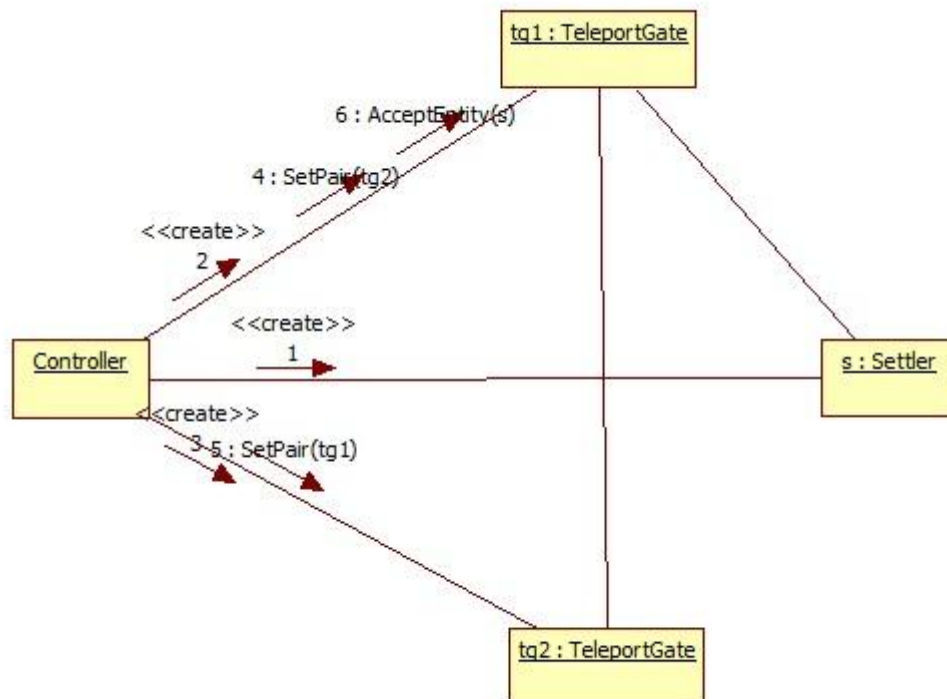 tg1 : TeleportGate
6 : AcceptEntity(s)
4 : SetPair(tg2)
<<create>>
2
<<create>>
1
Controller
s : Settler
<<create>>
3
5 : SetPair(tg1)
tg2 : TeleportGate